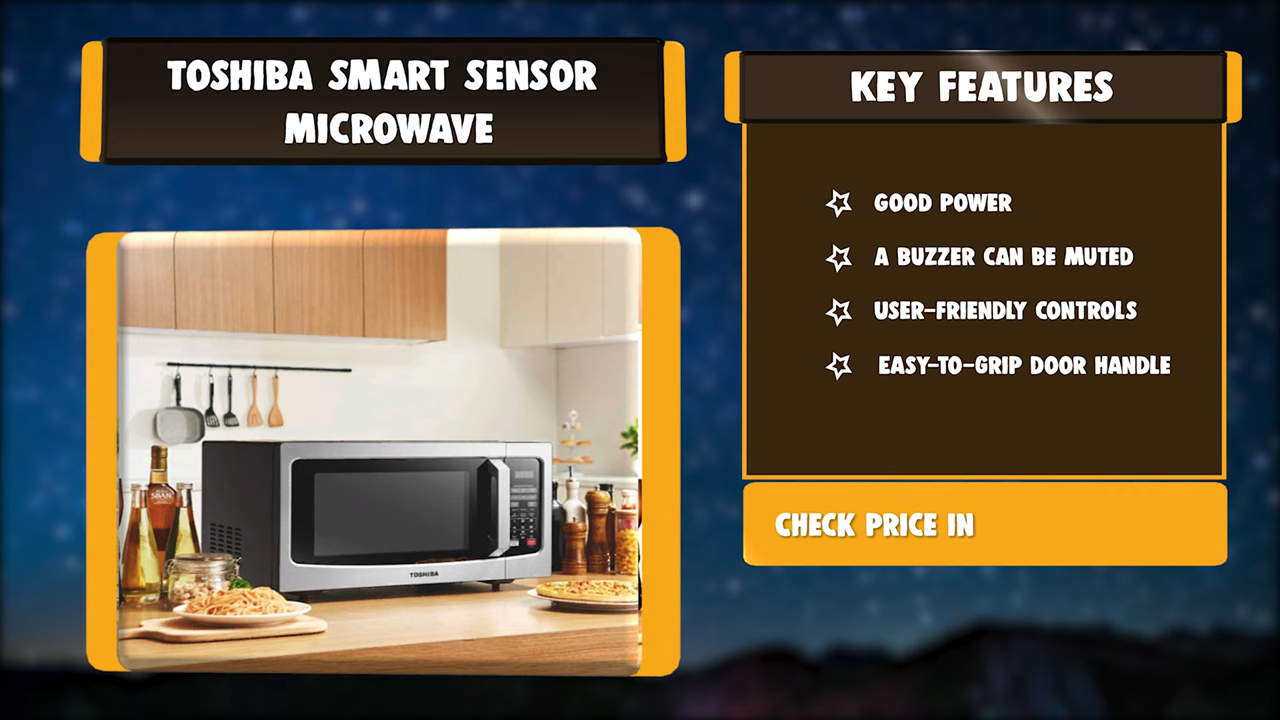 TOSHIBA SMART SENSOR
MICROWAVE
KEY FEATURES
GOOD POWER
A BUZZER CAN BE MUTED
USER-FRIENDLY CONTROLS
EASY-TO-GRIP DOOR HANDLE
CHECK PRICE IN
TOSHIBA